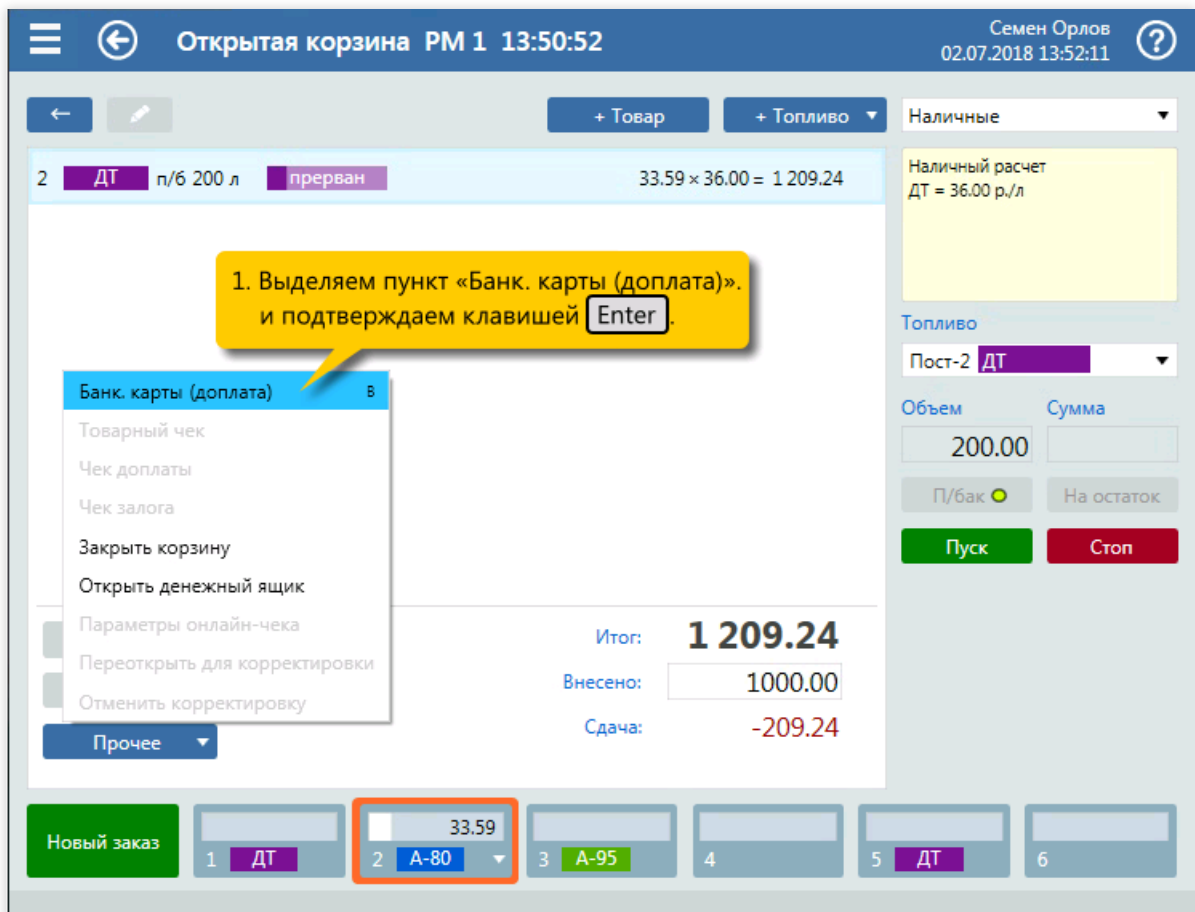 Открытая корзина РМ 1 13:50:52
Семен Орлов
02.07.2018 13:52:11
+ Товар
+ Топливо
Наличные
2 ДТ п/б 200 л прерван 33.59 × 36.00 = 1 209.24
Наличный расчет
ДТ = 36.00 р./л
1. Выделяем пункт «Банк. карты (доплата)».
и подтверждаем клавишей Enter.
Топливо
Пост-2 ДТ
Банк. карты (доплата) В
Товарный чек
Чек доплаты
Чек залога
Закрыть корзину
Открыть денежный ящик
Параметры онлайн-чека
Переоткрыть для корректировки
Отменить корректировку
Прочее
Объем Сумма
200.00
П/бак На остаток
Пуск Стоп
Итог: 1 209.24
Внесено: 1000.00
Сдача: -209.24
Новый заказ
1 ДТ
33.59
2 А-80
3 А-95
4
5 ДТ
6